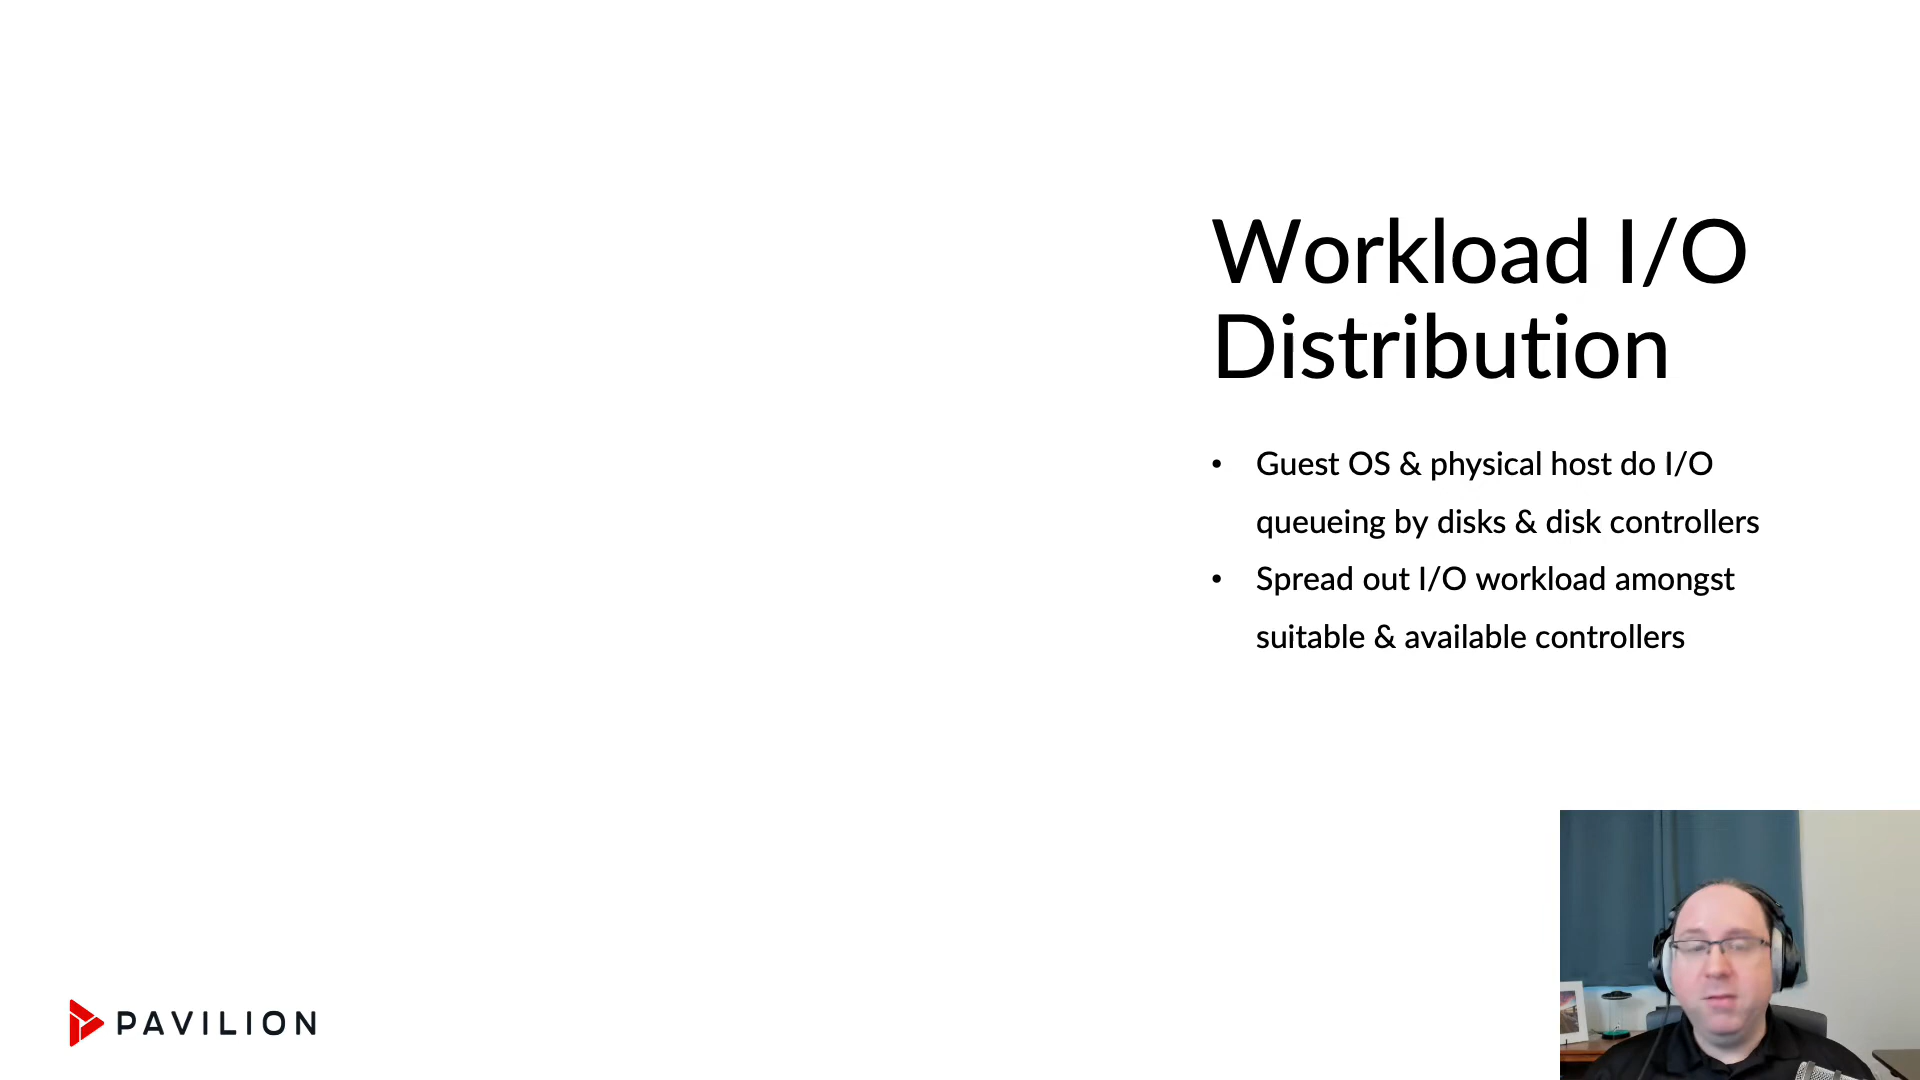 Workload I/O
Distribution
• Guest OS & physical host do I/O
queueing by disks & disk controllers
• Spread out I/O workload amongst
suitable & available controllers
PAVILION